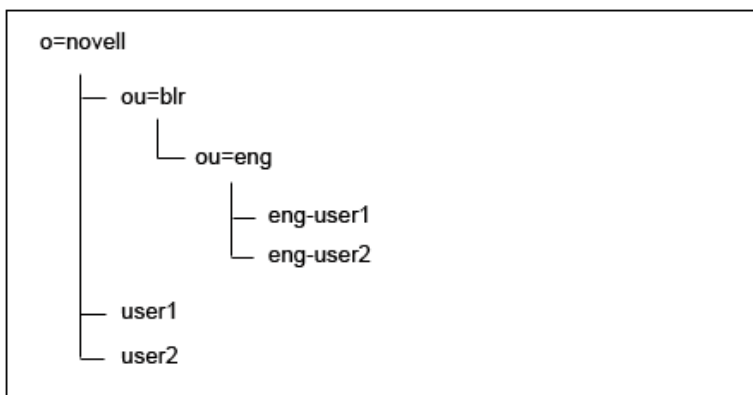 o=novell
ou=blr
ou=eng
eng-user1
eng-user2
user1
user2